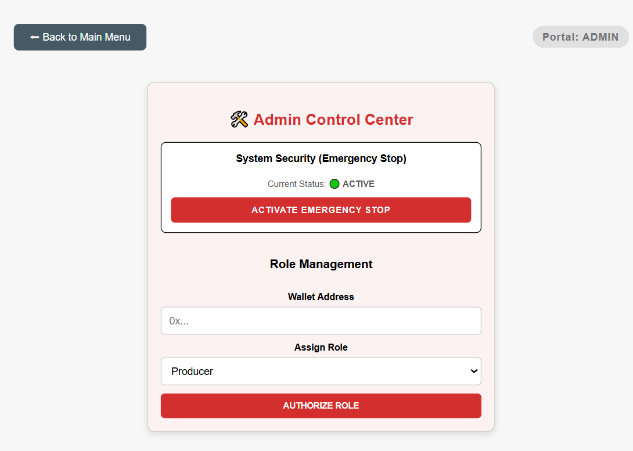 ← Back to Main Menu
Portal: ADMIN
Admin Control Center
System Security (Emergency Stop)
Current Status: ACTIVE
ACTIVATE EMERGENCY STOP
Role Management
Wallet Address
0x...
Assign Role
Producer
AUTHORIZE ROLE